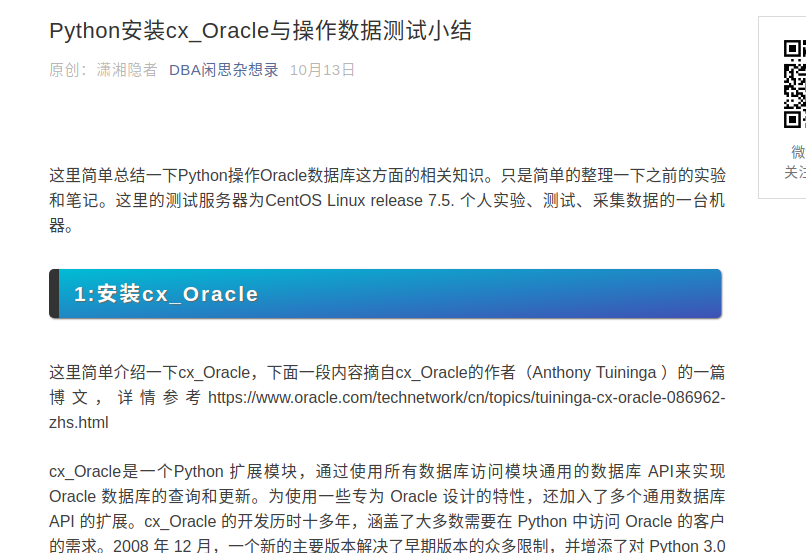 Python安装cx_Oracle与操作数据测试小结
原创： 潇湘隐者 DBA闲思杂想录 10月13日
微
关注
这里简单总结一下Python操作Oracle数据库这方面的相关知识。只是简单的整理一下之前的实验
和笔记。这里的测试服务器为CentOS Linux release 7.5. 个人实验、测试、采集数据的一台机
器。
1:安装cx_Oracle
这里简单介绍一下cx_Oracle，下面一段内容摘自cx_Oracle的作者（Anthony Tuininga ）的一篇
博文，详情参考https://www.oracle.com/technetwork/cn/topics/tuininga-cx-oracle-086962-
zhs.html
cx_Oracle是一个Python 扩展模块，通过使用所有数据库访问模块通用的数据库 API来实现
Oracle 数据库的查询和更新。为使用一些专为 Oracle 设计的特性，还加入了多个通用数据库
API 的扩展。cx_Oracle 的开发历时十多年，涵盖了大多数需要在 Python 中访问 Oracle 的客户
的需求。2008 年 12 月，一个新的主要版本解决了早期版本的众多限制，并增添了对 Python 3.0